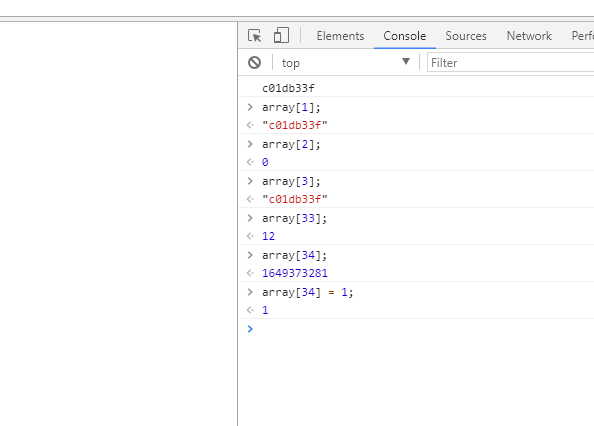 Elements Console Sources Network Perf
top Filter
c01db33f
> array[1];
"c01db33f"
> array[2];
0
> array[3];
"c01db33f"
> array[33];
12
> array[34];
1649373281
> array[34] = 1;
1
>